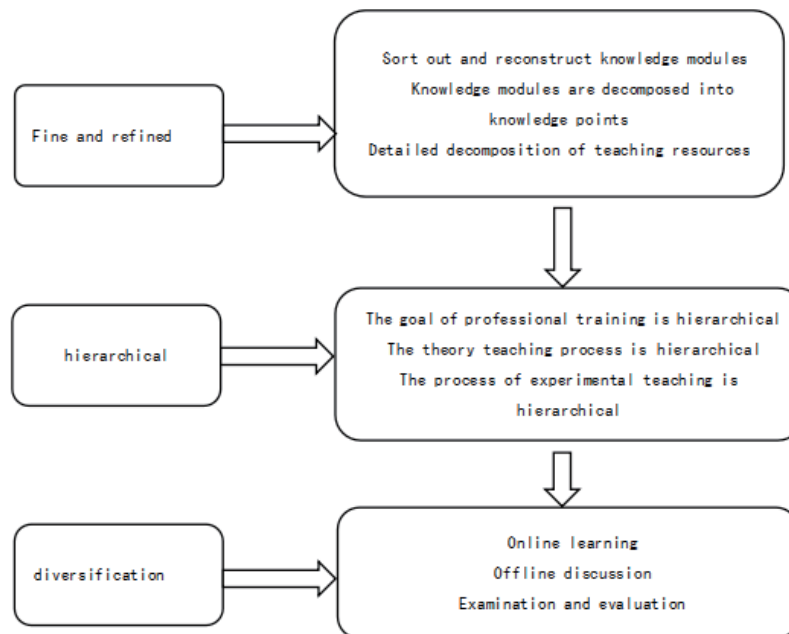 Fine and refined
Sort out and reconstruct knowledge modules
Knowledge modules are decomposed into
knowledge points
Detailed decomposition of teaching resources
hierarchical
The goal of professional training is hierarchical
The theory teaching process is hierarchical
The process of experimental teaching is
hierarchical
diversification
Online learning
Offline discussion
Examination and evaluation